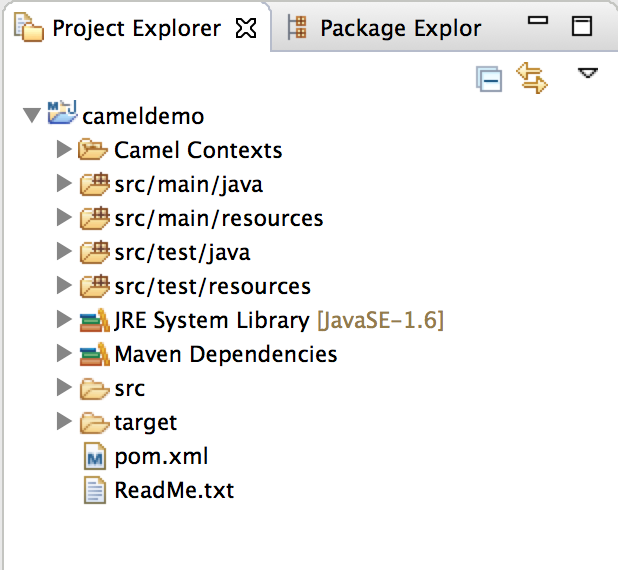 Project Explorer Package Explor
cameldemo
Camel Contexts
src/main/java
src/main/resources
src/test/java
src/test/resources
JRE System Library [JavaSE-1.6]
Maven Dependencies
src
target
pom.xml
ReadMe.txt